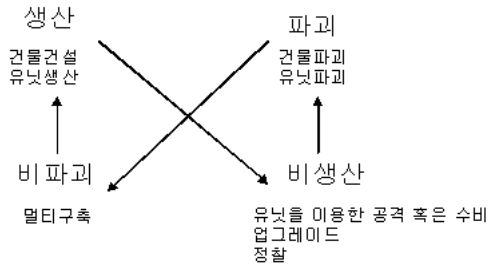 생산
파괴
건물건설
유닛생산
건물파괴
유닛파괴
비파괴
비생산
멀티구축
유닛을 이용한 공격 혹은 수비
업그레이드
정찰